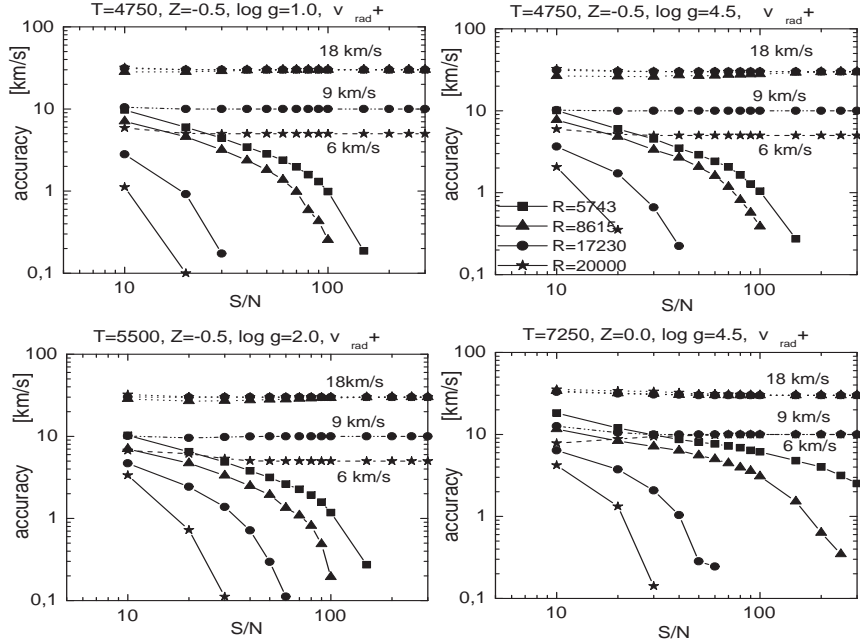 T=4750, Z=-0.5, log g=1.0, v rad+
accuracy [km/s]
100
10
1
0,1
18 km/s
9 km/s
6 km/s
10 100
S/N
T=4750, Z=-0.5, log g=4.5, v rad+
accuracy [km/s]
100
10
1
0,1
18 km/s
9 km/s
6 km/s
R=5743
R=8615
R=17230
R=20000
10 100
S/N
T=5500, Z=-0.5, log g=2.0, v rad+
accuracy [km/s]
100
10
1
0,1
18km/s
9 km/s
6 km/s
10 100
S/N
T=7250, Z=0.0, log g=4.5, v rad+
accuracy [km/s]
100
10
1
0,1
18 km/s
9 km/s
6 km/s
10 100
S/N